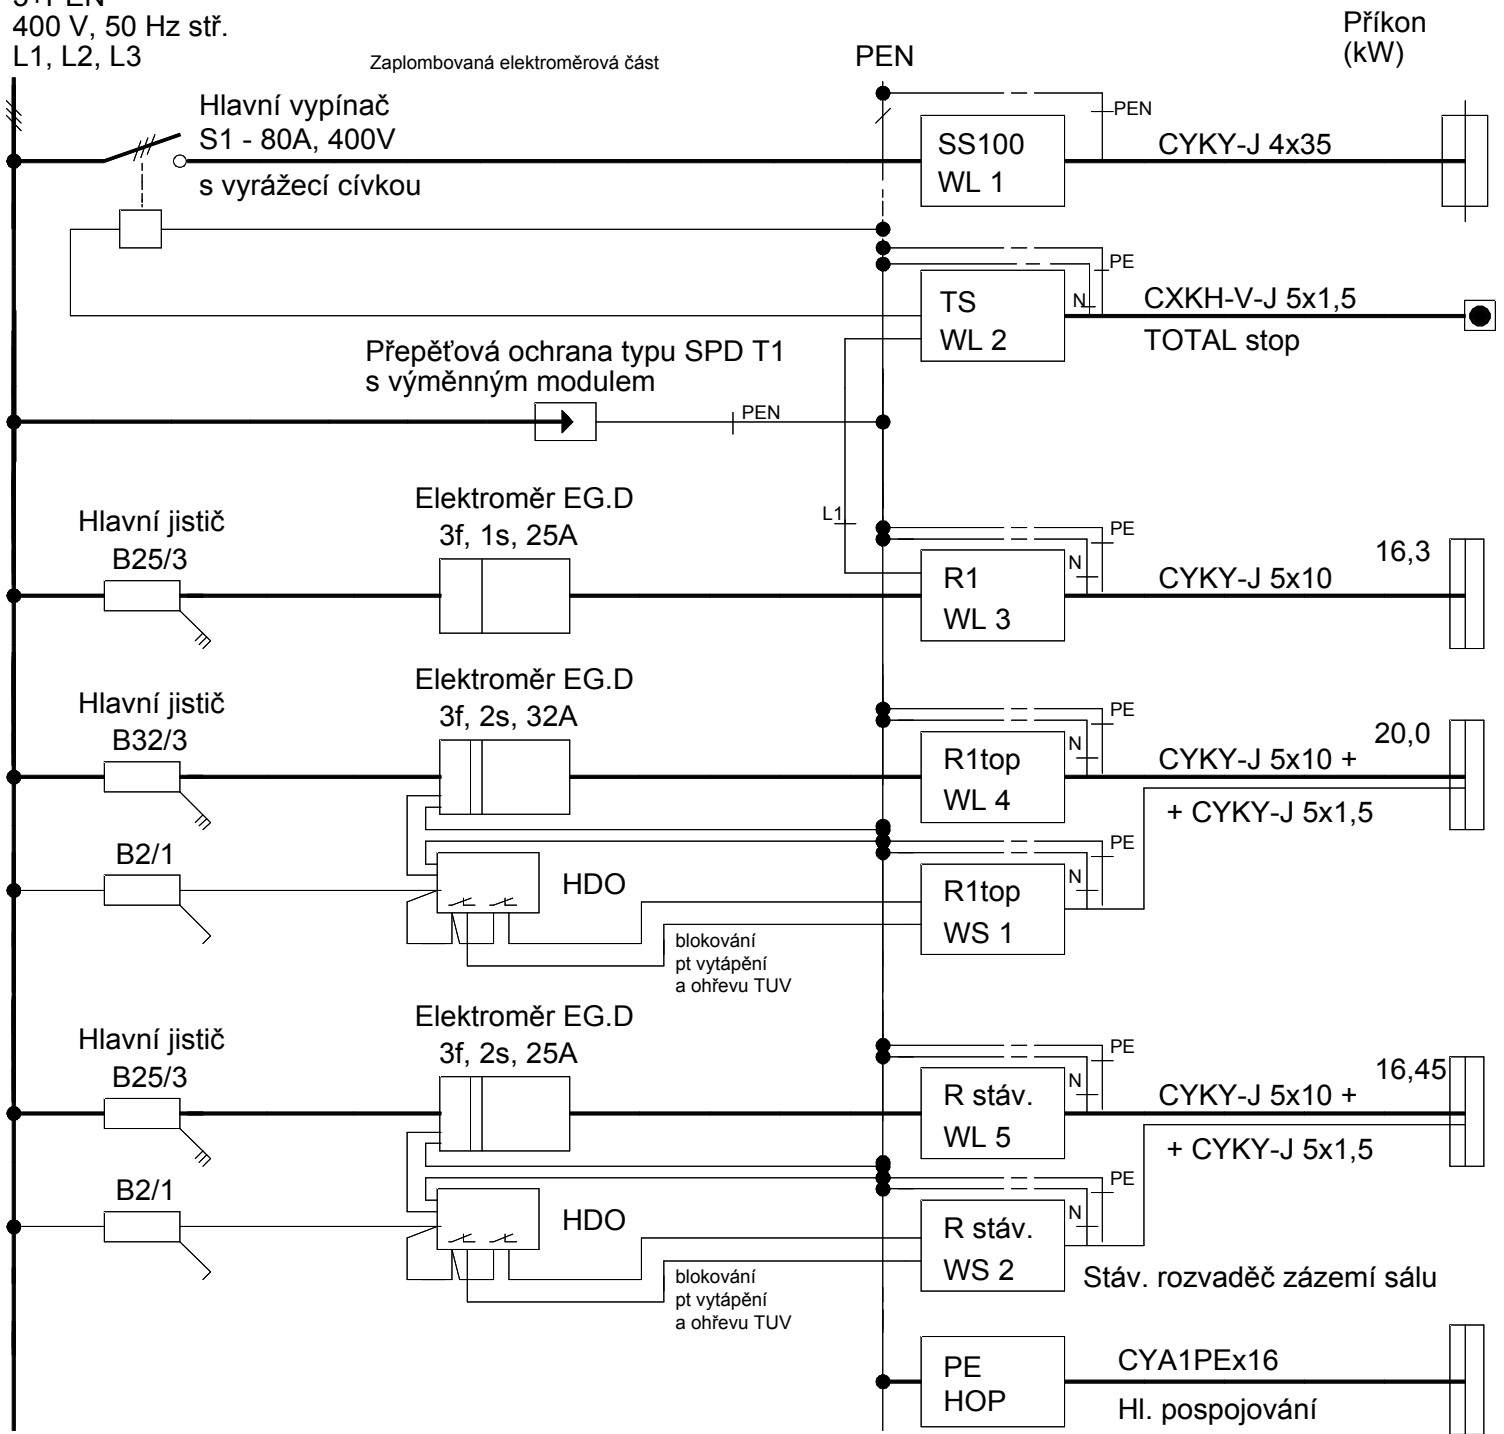 3+PEN
400 V, 50 Hz stř.
L1, L2, L3
Zaplombovaná elektroměrová část
PEN
Příkon
(kW)
Hlavní vypínač
S1 - 80A, 400V
s vyrážecí cívkou
SS100
WL 1
PEN
CYKY-J 4x35
TS
WL 2
PE
N
CXKH-V-J 5x1,5
TOTAL stop
Přepěťová ochrana typu SPD T1
s výměnným modulem
PEN
L1
Hlavní jistič
B25/3
Elektroměr EG.D
3f, 1s, 25A
R1
WL 3
PE
N
CYKY-J 5x10
16,3
Hlavní jistič
B32/3
Elektroměr EG.D
3f, 2s, 32A
R1top
WL 4
PE
N
CYKY-J 5x10 +
20,0
+ CYKY-J 5x1,5
B2/1
HDO
R1top
WS 1
PE
N
blokování
pt vytápění
a ohřevu TUV
Hlavní jistič
B25/3
Elektroměr EG.D
3f, 2s, 25A
R stáv.
WL 5
PE
N
CYKY-J 5x10 +
16,45
+ CYKY-J 5x1,5
B2/1
HDO
R stáv.
WS 2
PE
N
Stáv. rozvaděč zázemí sálu
blokování
pt vytápění
a ohřevu TUV
PE
HOP
CYA1PEx16
Hl. pospojování